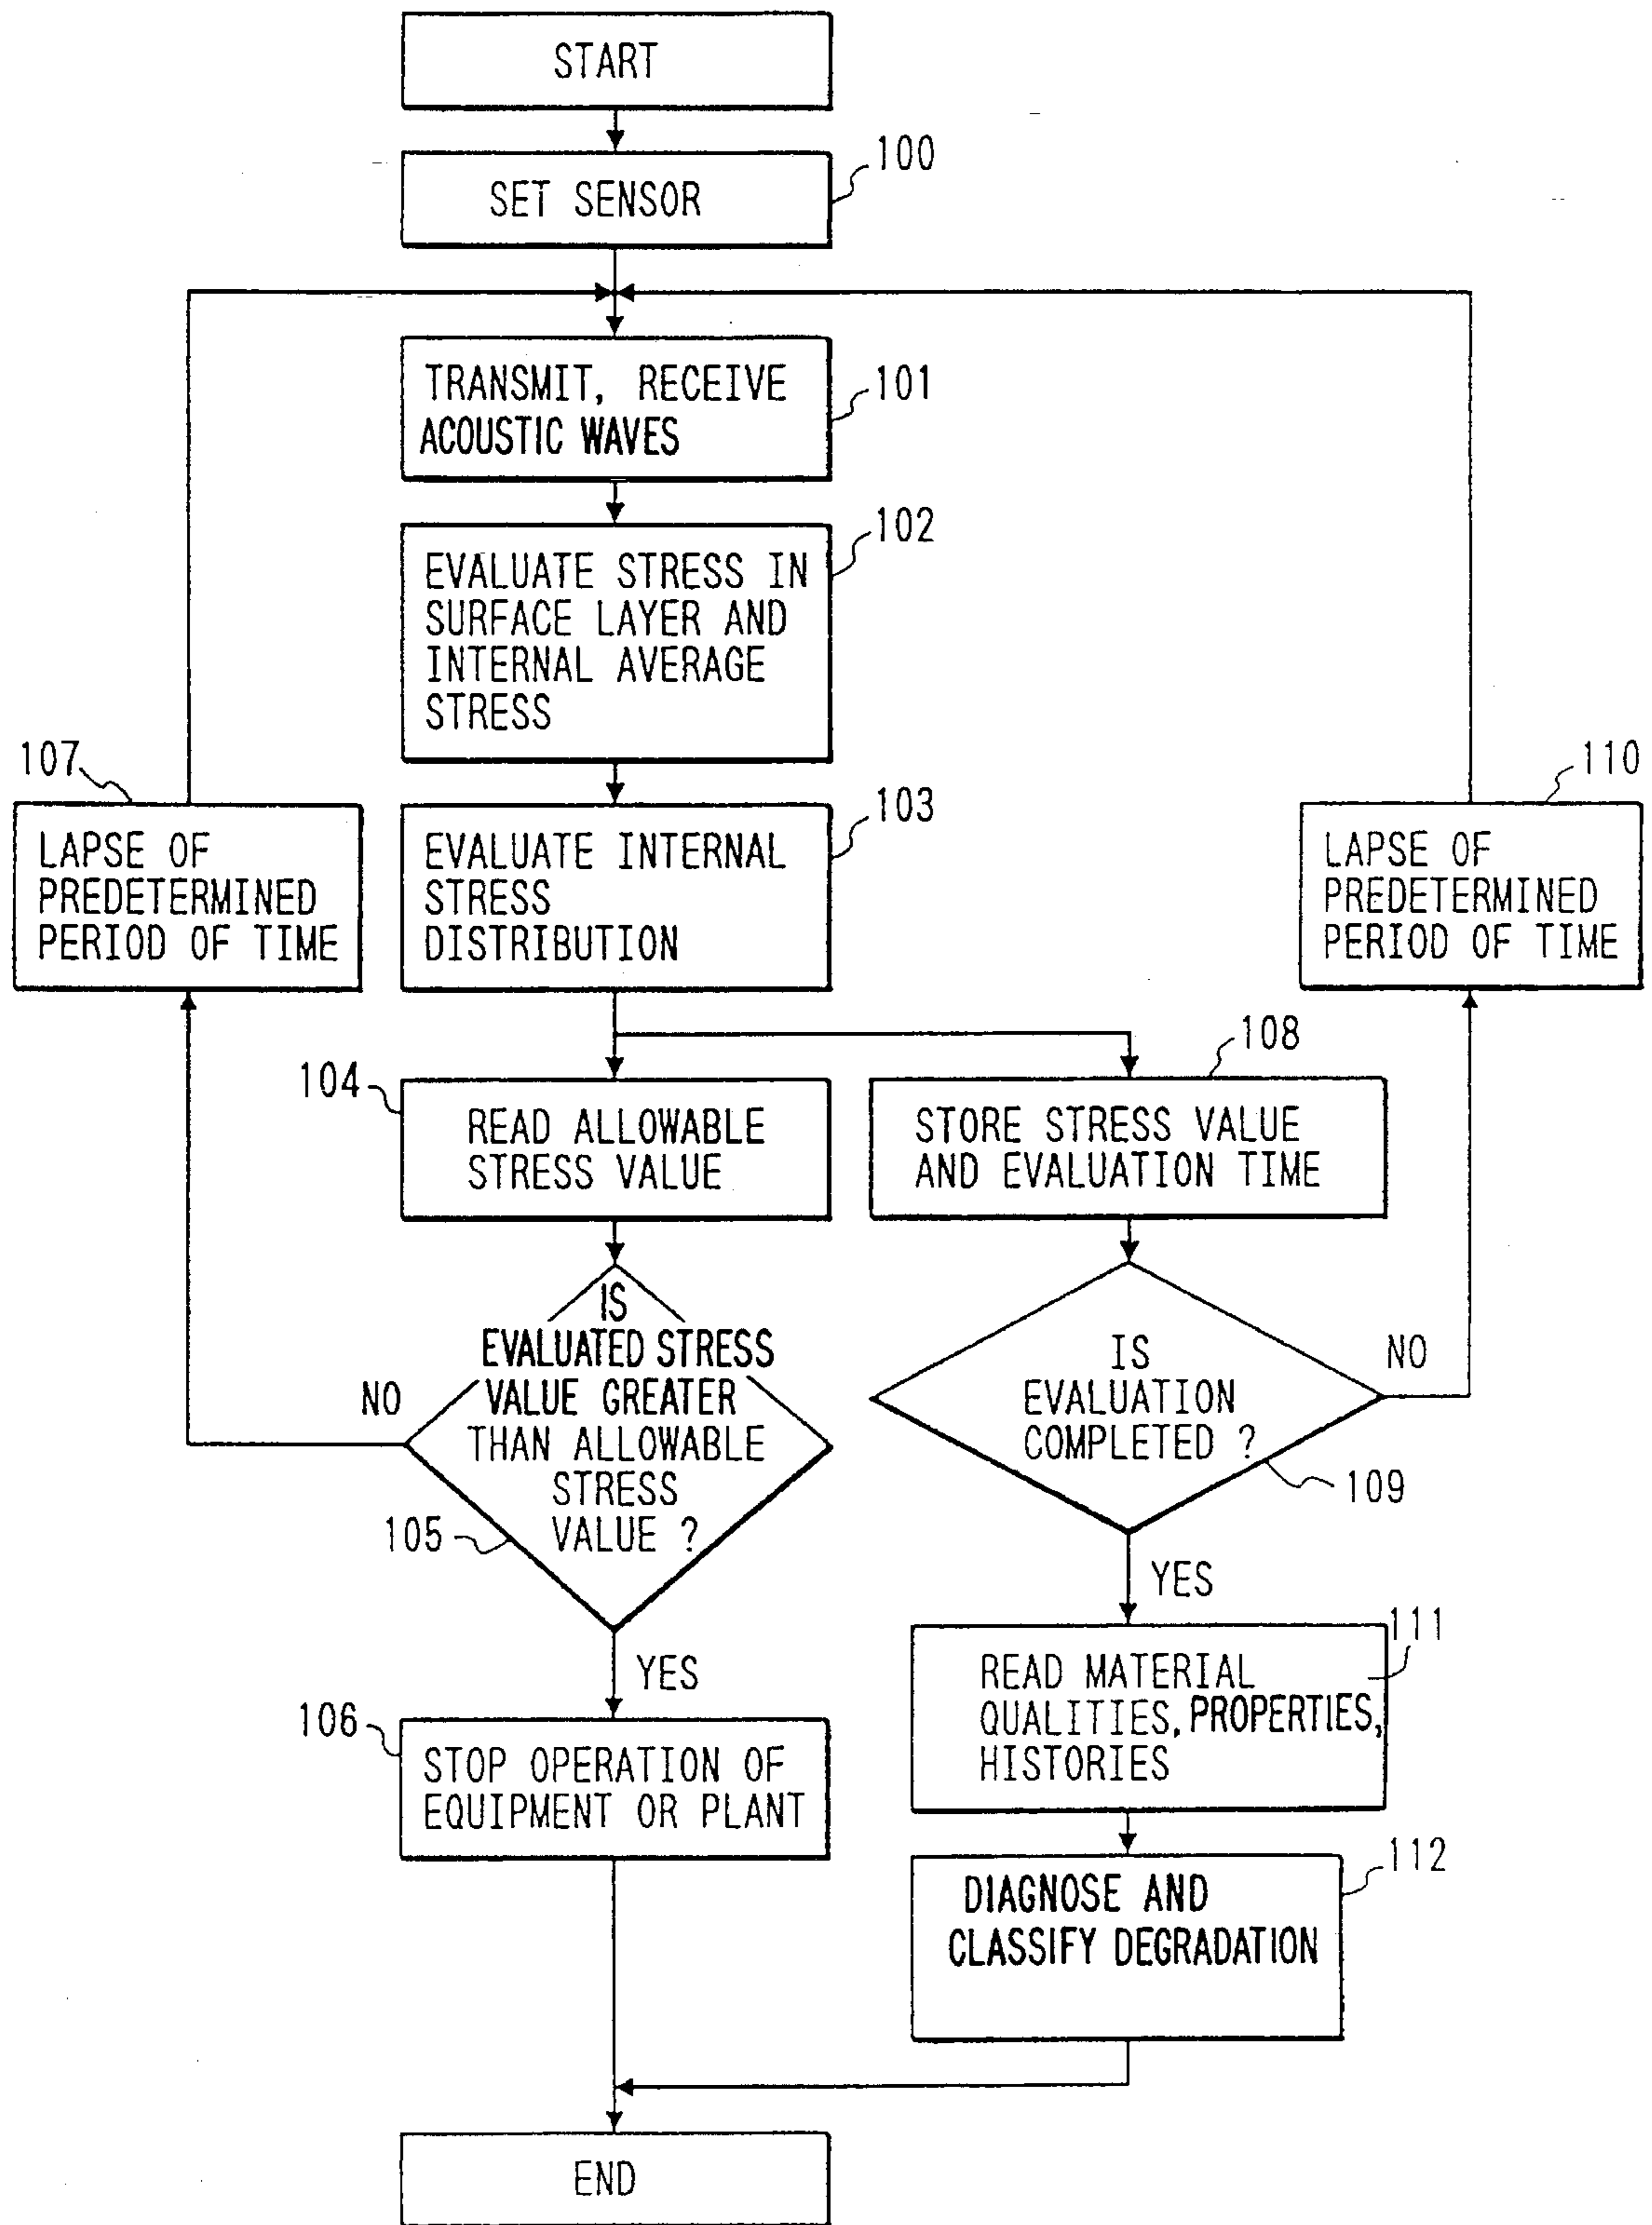 START
100
SET SENSOR
TRANSMIT, RECEIVE
ACOUSTIC WAVES
101
102
EVALUATE STRESS IN
SURFACE LAYER AND
INTERNAL AVERAGE
STRESS
107
LAPSE OF
PREDETERMINED
PERIOD OF TIME
103
EVALUATE INTERNAL
STRESS
DISTRIBUTION
110
LAPSE OF
PREDETERMINED
PERIOD OF TIME
104
READ ALLOWABLE
STRESS VALUE
108
STORE STRESS VALUE
AND EVALUATION TIME
IS
EVALUATED STRESS
VALUE GREATER
THAN ALLOWABLE
STRESS
VALUE ?
NO
105
YES
IS
EVALUATION
COMPLETED ?
NO
109
YES
106
STOP OPERATION OF
EQUIPMENT OR PLANT
111
READ MATERIAL
QUALITIES, PROPERTIES,
HISTORIES
112
DIAGNOSE AND
CLASSIFY DEGRADATION
END